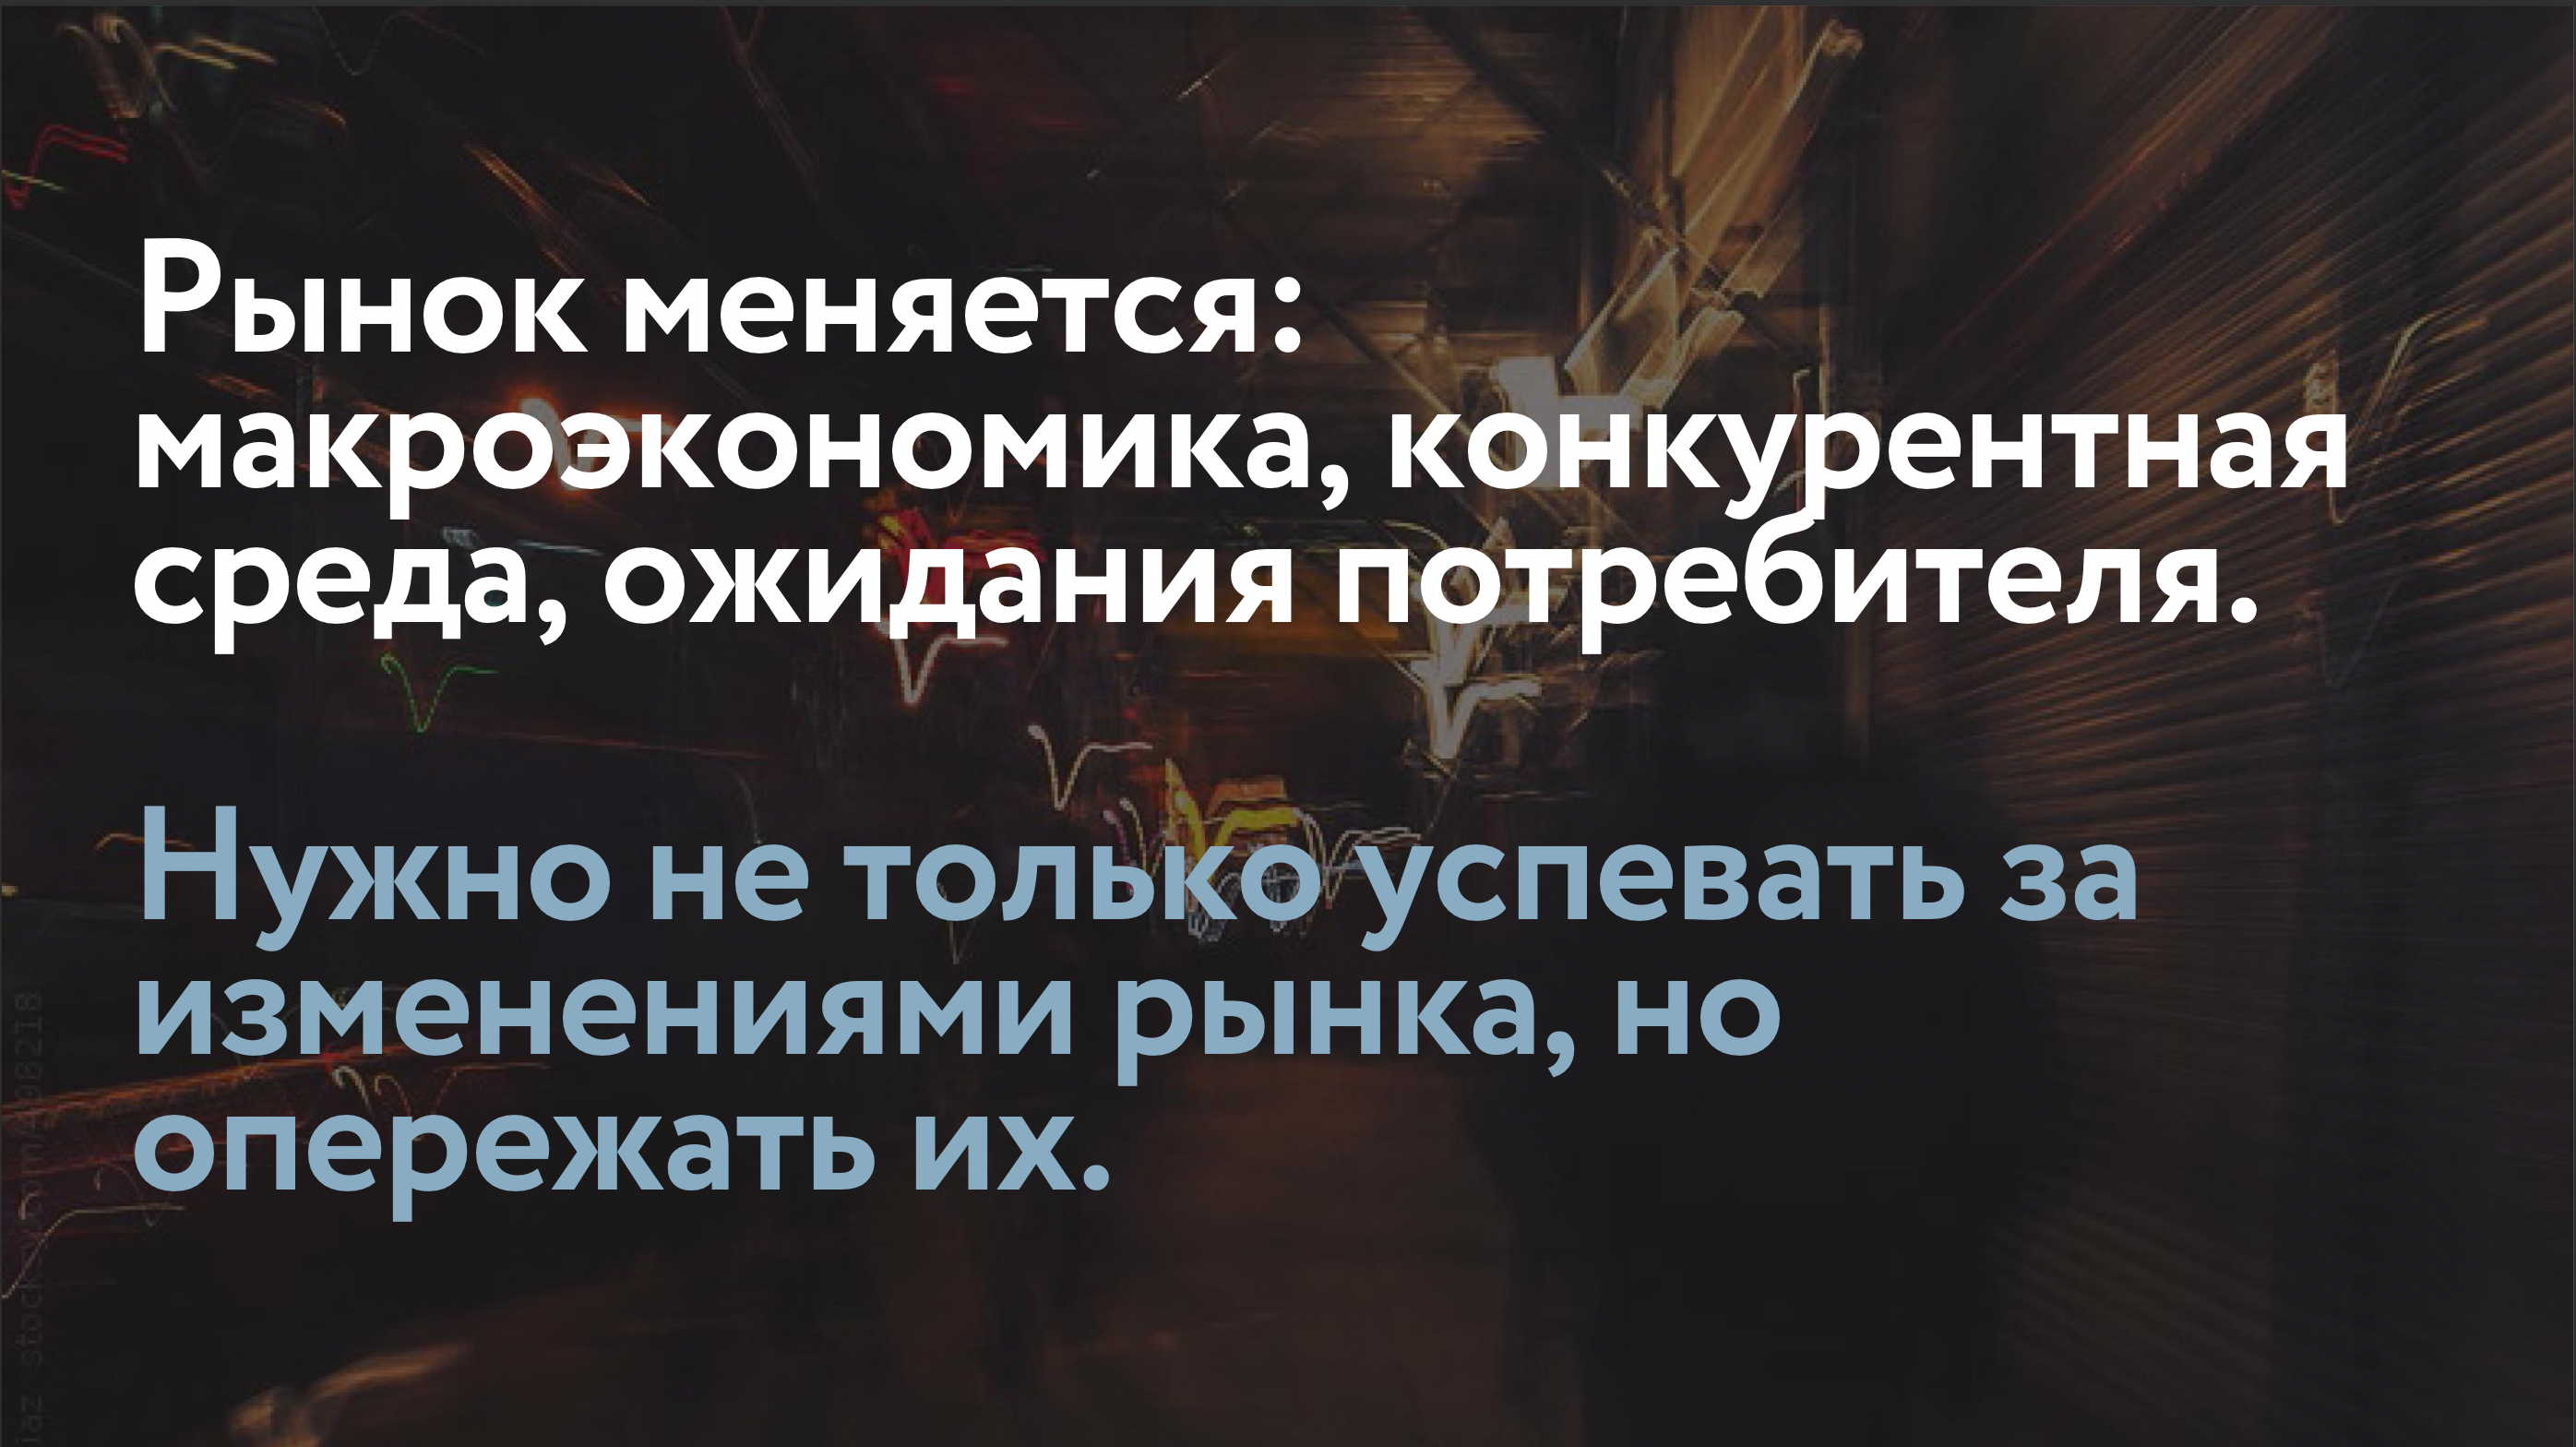 Рынок меняется:
макроэкономика, конкурентная
среда, ожидания потребителя.
Нужно не только успевать за
изменениями рынка, но
опережать их.